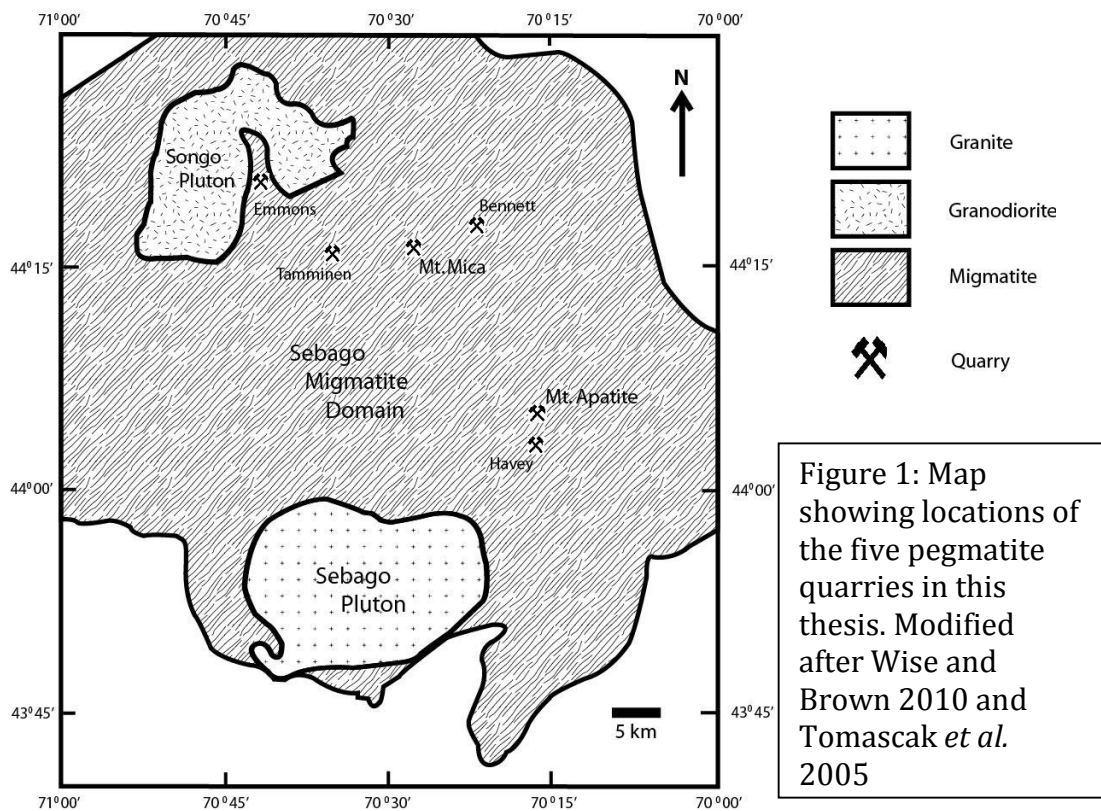 71° 00′
70° 45′
70° 30′
70° 15′
70° 00′
N
Songo
Pluton
Emmons
Bennett
Tamminen
Mt. Mica
44° 15′
44° 15′
Sebago
Migmatite
Domain
Mt. Apatite
Havey
44° 00′
44° 00′
Sebago
Pluton
43° 45′
43° 45′
5 km
71° 00′
70° 45′
70° 30′
70° 15′
70° 00′
Granite
Granodiorite
Migmatite
Quarry
Figure 1: Map
showing locations of
the five pegmatite
quarries in this
thesis. Modified
after Wise and
Brown 2010 and
Tomascak et al.
2005